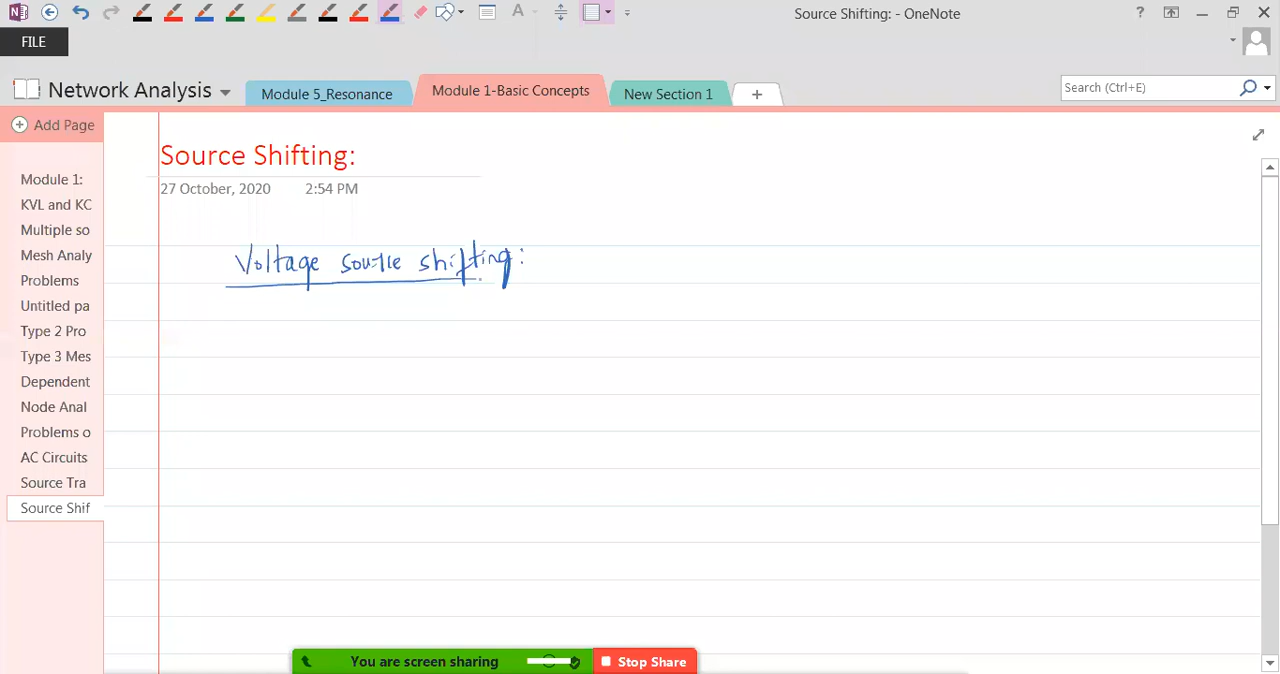 Source Shifting: - OneNote
?
FILE
Network Analysis
Module 5_Resonance
Module 1-Basic Concepts
New Section 1
+
Search (Ctrl+E)
Add Page
Module 1:
KVL and KC
Multiple so
Mesh Analy
Problems
Untitled pa
Type 2 Pro
Type 3 Mes
Dependent
Node Anal
Problems o
AC Circuits
Source Tra
Source Shif
Source Shifting:
27 October, 2020 2:54 PM
Voltage source shifting:
You are screen sharing
Stop Share